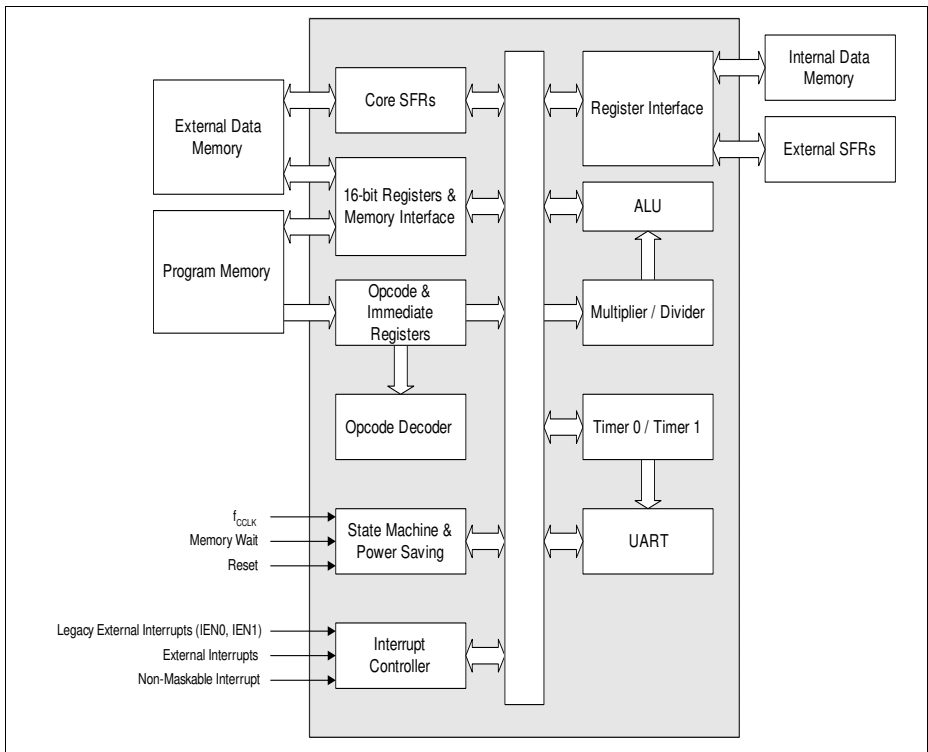 Core SFRs
Register Interface
Internal Data
Memory
External Data
Memory
External SFRs
16-bit Registers &
Memory Interface
ALU
Program Memory
Opcode &
Immediate
Registers
Multiplier / Divider
Opcode Decoder
Timer 0 / Timer 1
fCCLK
Memory Wait
Reset
State Machine &
Power Saving
UART
Legacy External Interrupts (IEN0, IEN1)
External Interrupts
Non-Maskable Interrupt
Interrupt
Controller